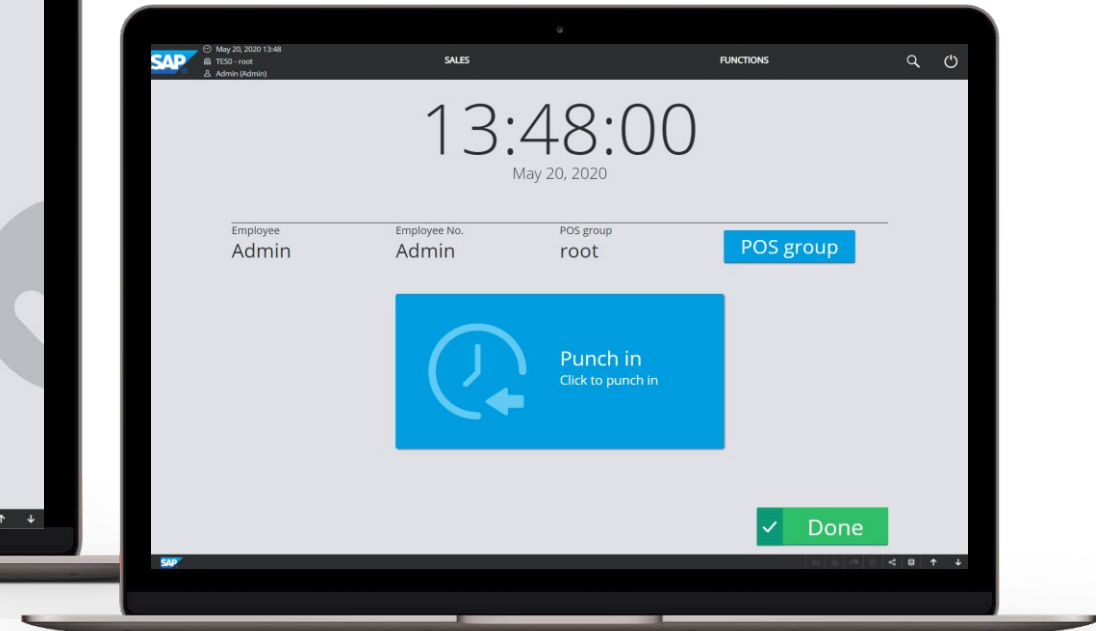 SAP
May 20, 2020 13:48
TES0 - root
Admin (Admin)
SALES
FUNCTIONS
13:48:00
May 20, 2020
Employee
Admin
Employee No.
Admin
POS group
root
POS group
Punch in
Click to punch in
Done
SAP